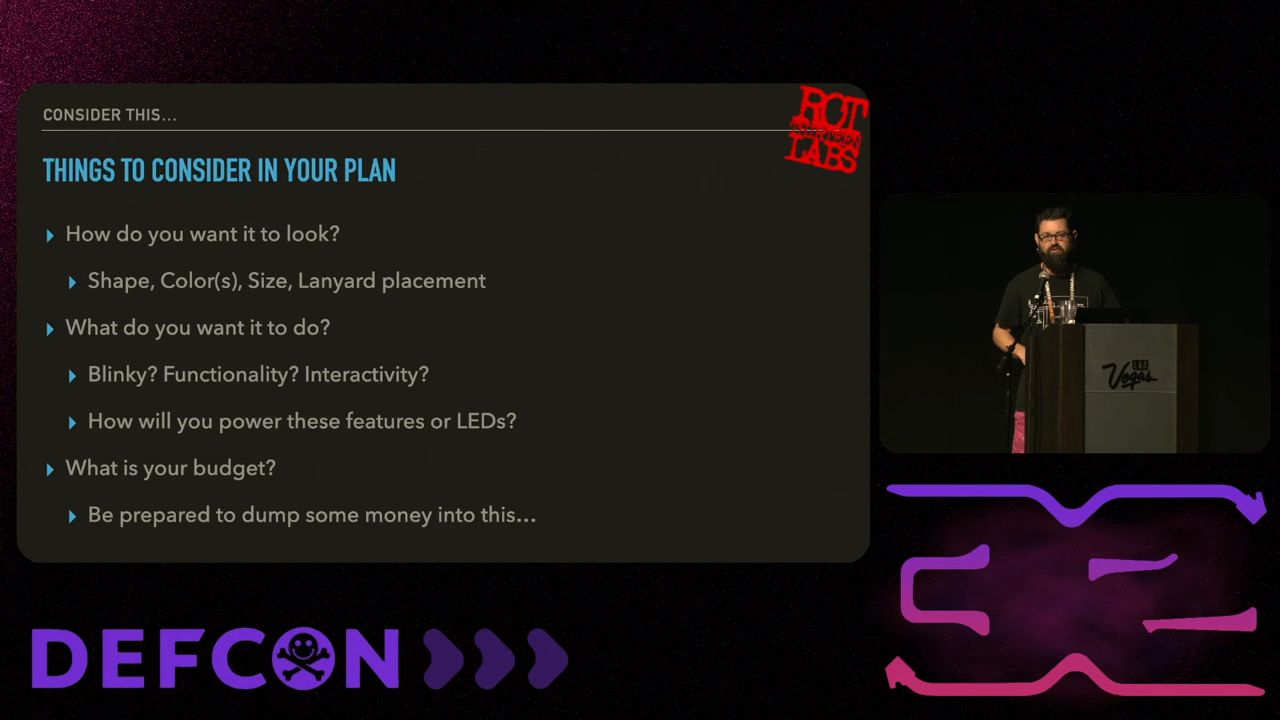 CONSIDER THIS...
ROT
THIRTEEN
LABS
THINGS TO CONSIDER IN YOUR PLAN
How do you want it to look?
Shape, Color(s), Size, Lanyard placement
What do you want it to do?
Blinky? Functionality? Interactivity?
How will you power these features or LEDs?
What is your budget?
Be prepared to dump some money into this...
LAS
Vegas
DEFCON